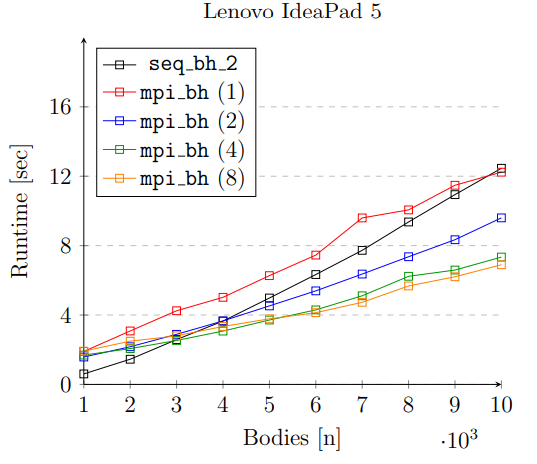 Lenovo IdeaPad 5
seq_bh_2
mpi_bh (1)
mpi_bh (2)
mpi_bh (4)
mpi_bh (8)
Runtime [sec]
16
12
8
4
0
1 2 3 4 5 6 7 8 9 10
Bodies [n]
·10³